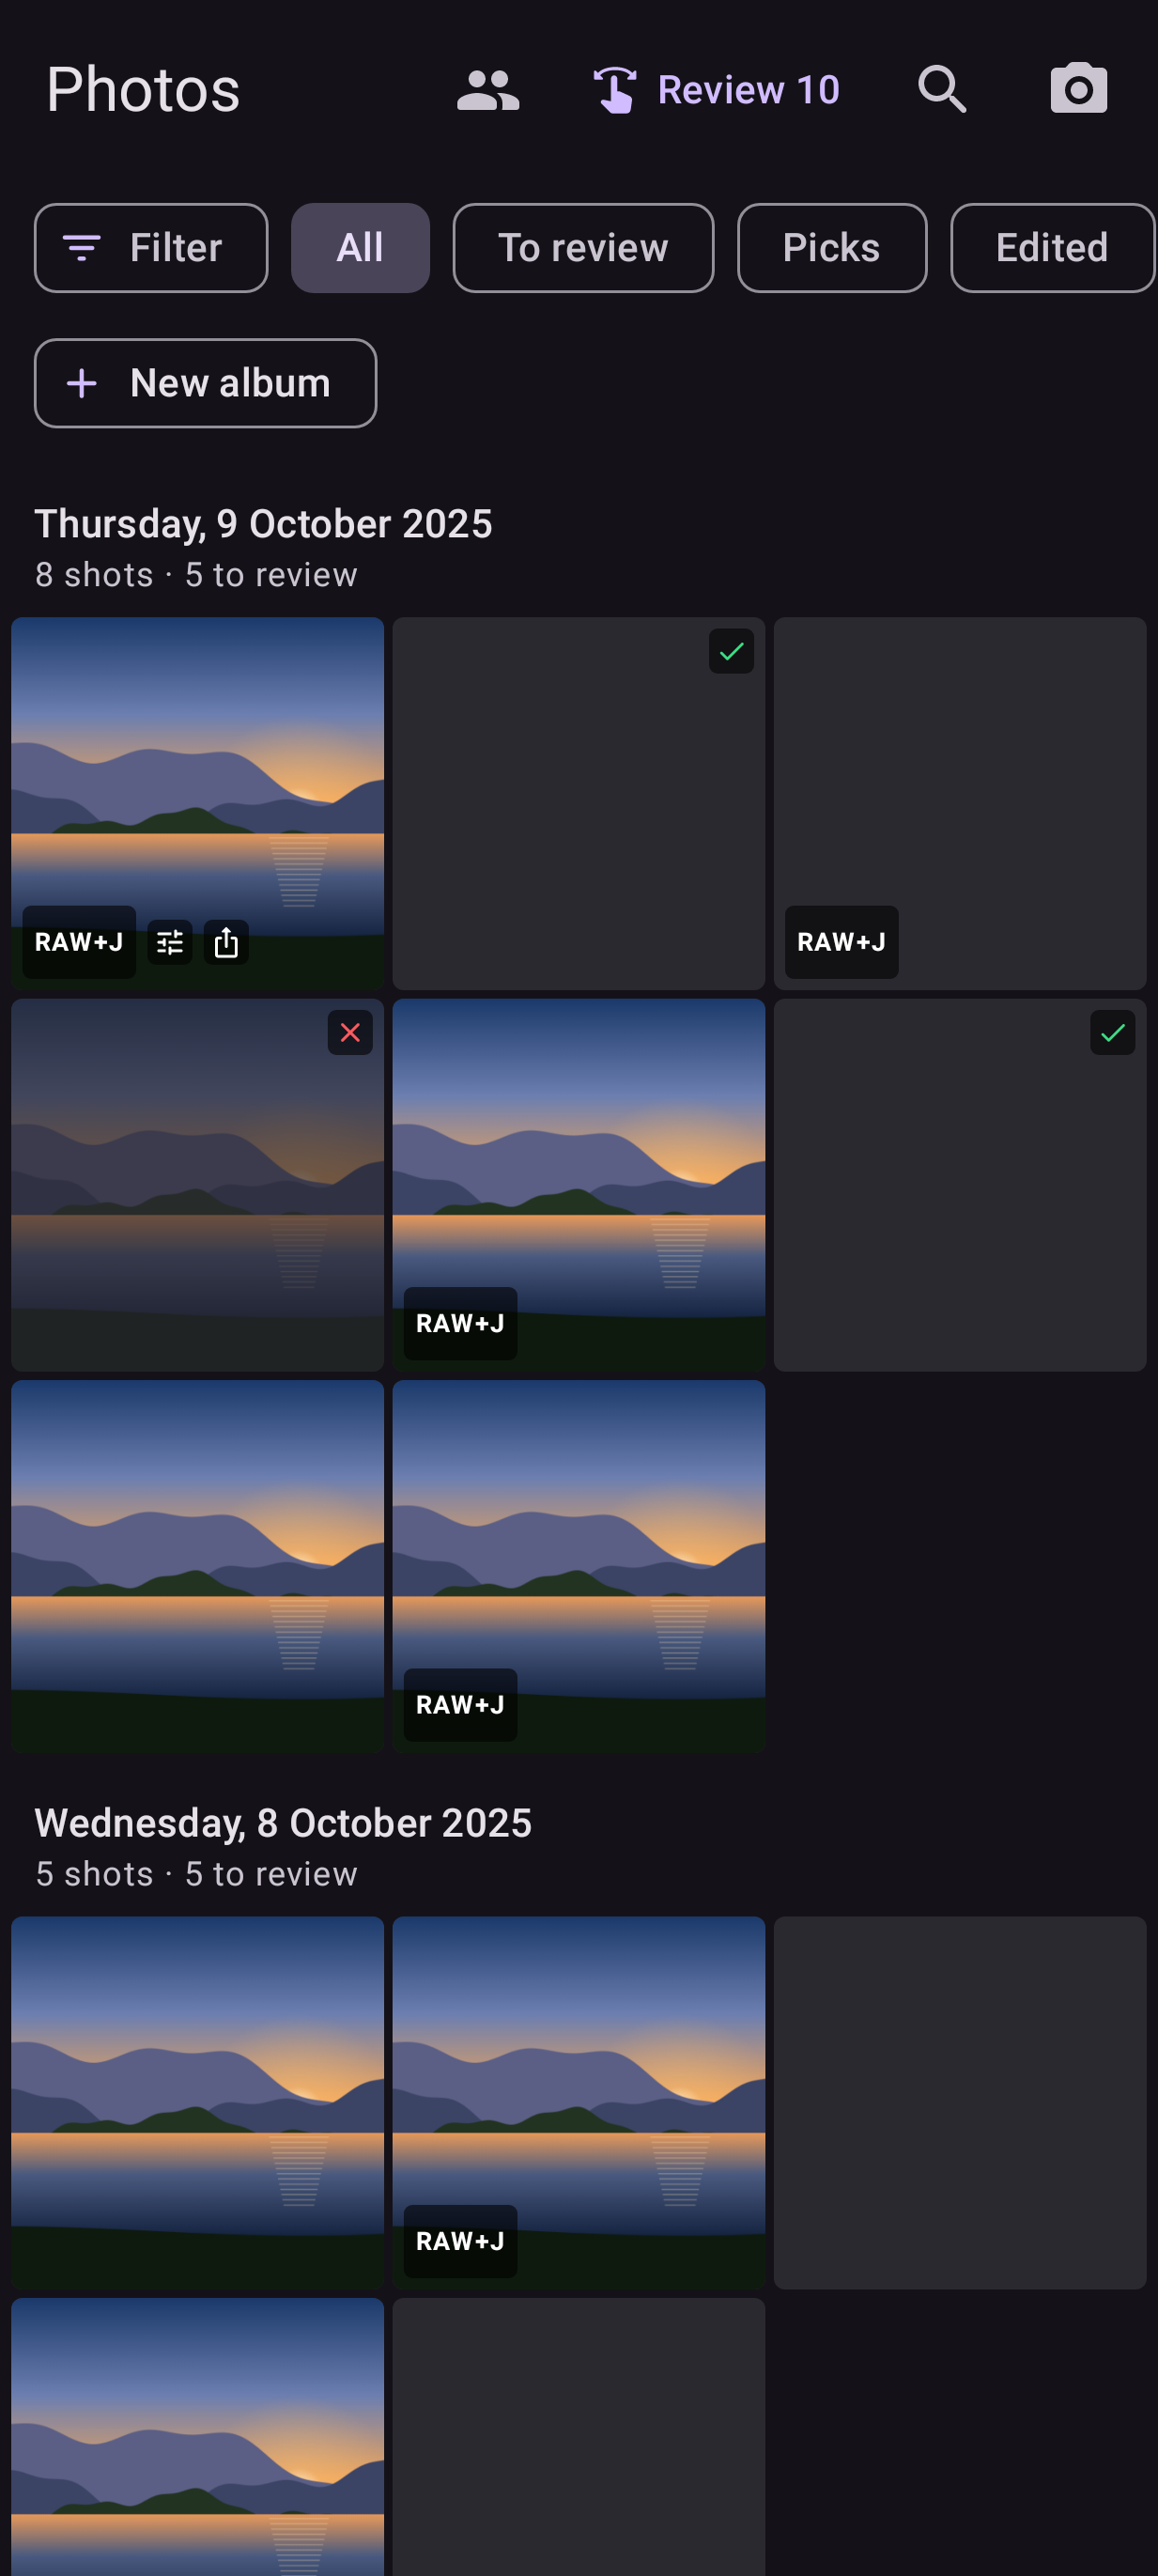 Photos
Review 10
Filter
All
To review
Picks
Edited
New album
Thursday, 9 October 2025
8 shots · 5 to review
RAW+J
RAW+J
RAW+J
RAW+J
Wednesday, 8 October 2025
5 shots · 5 to review
RAW+J